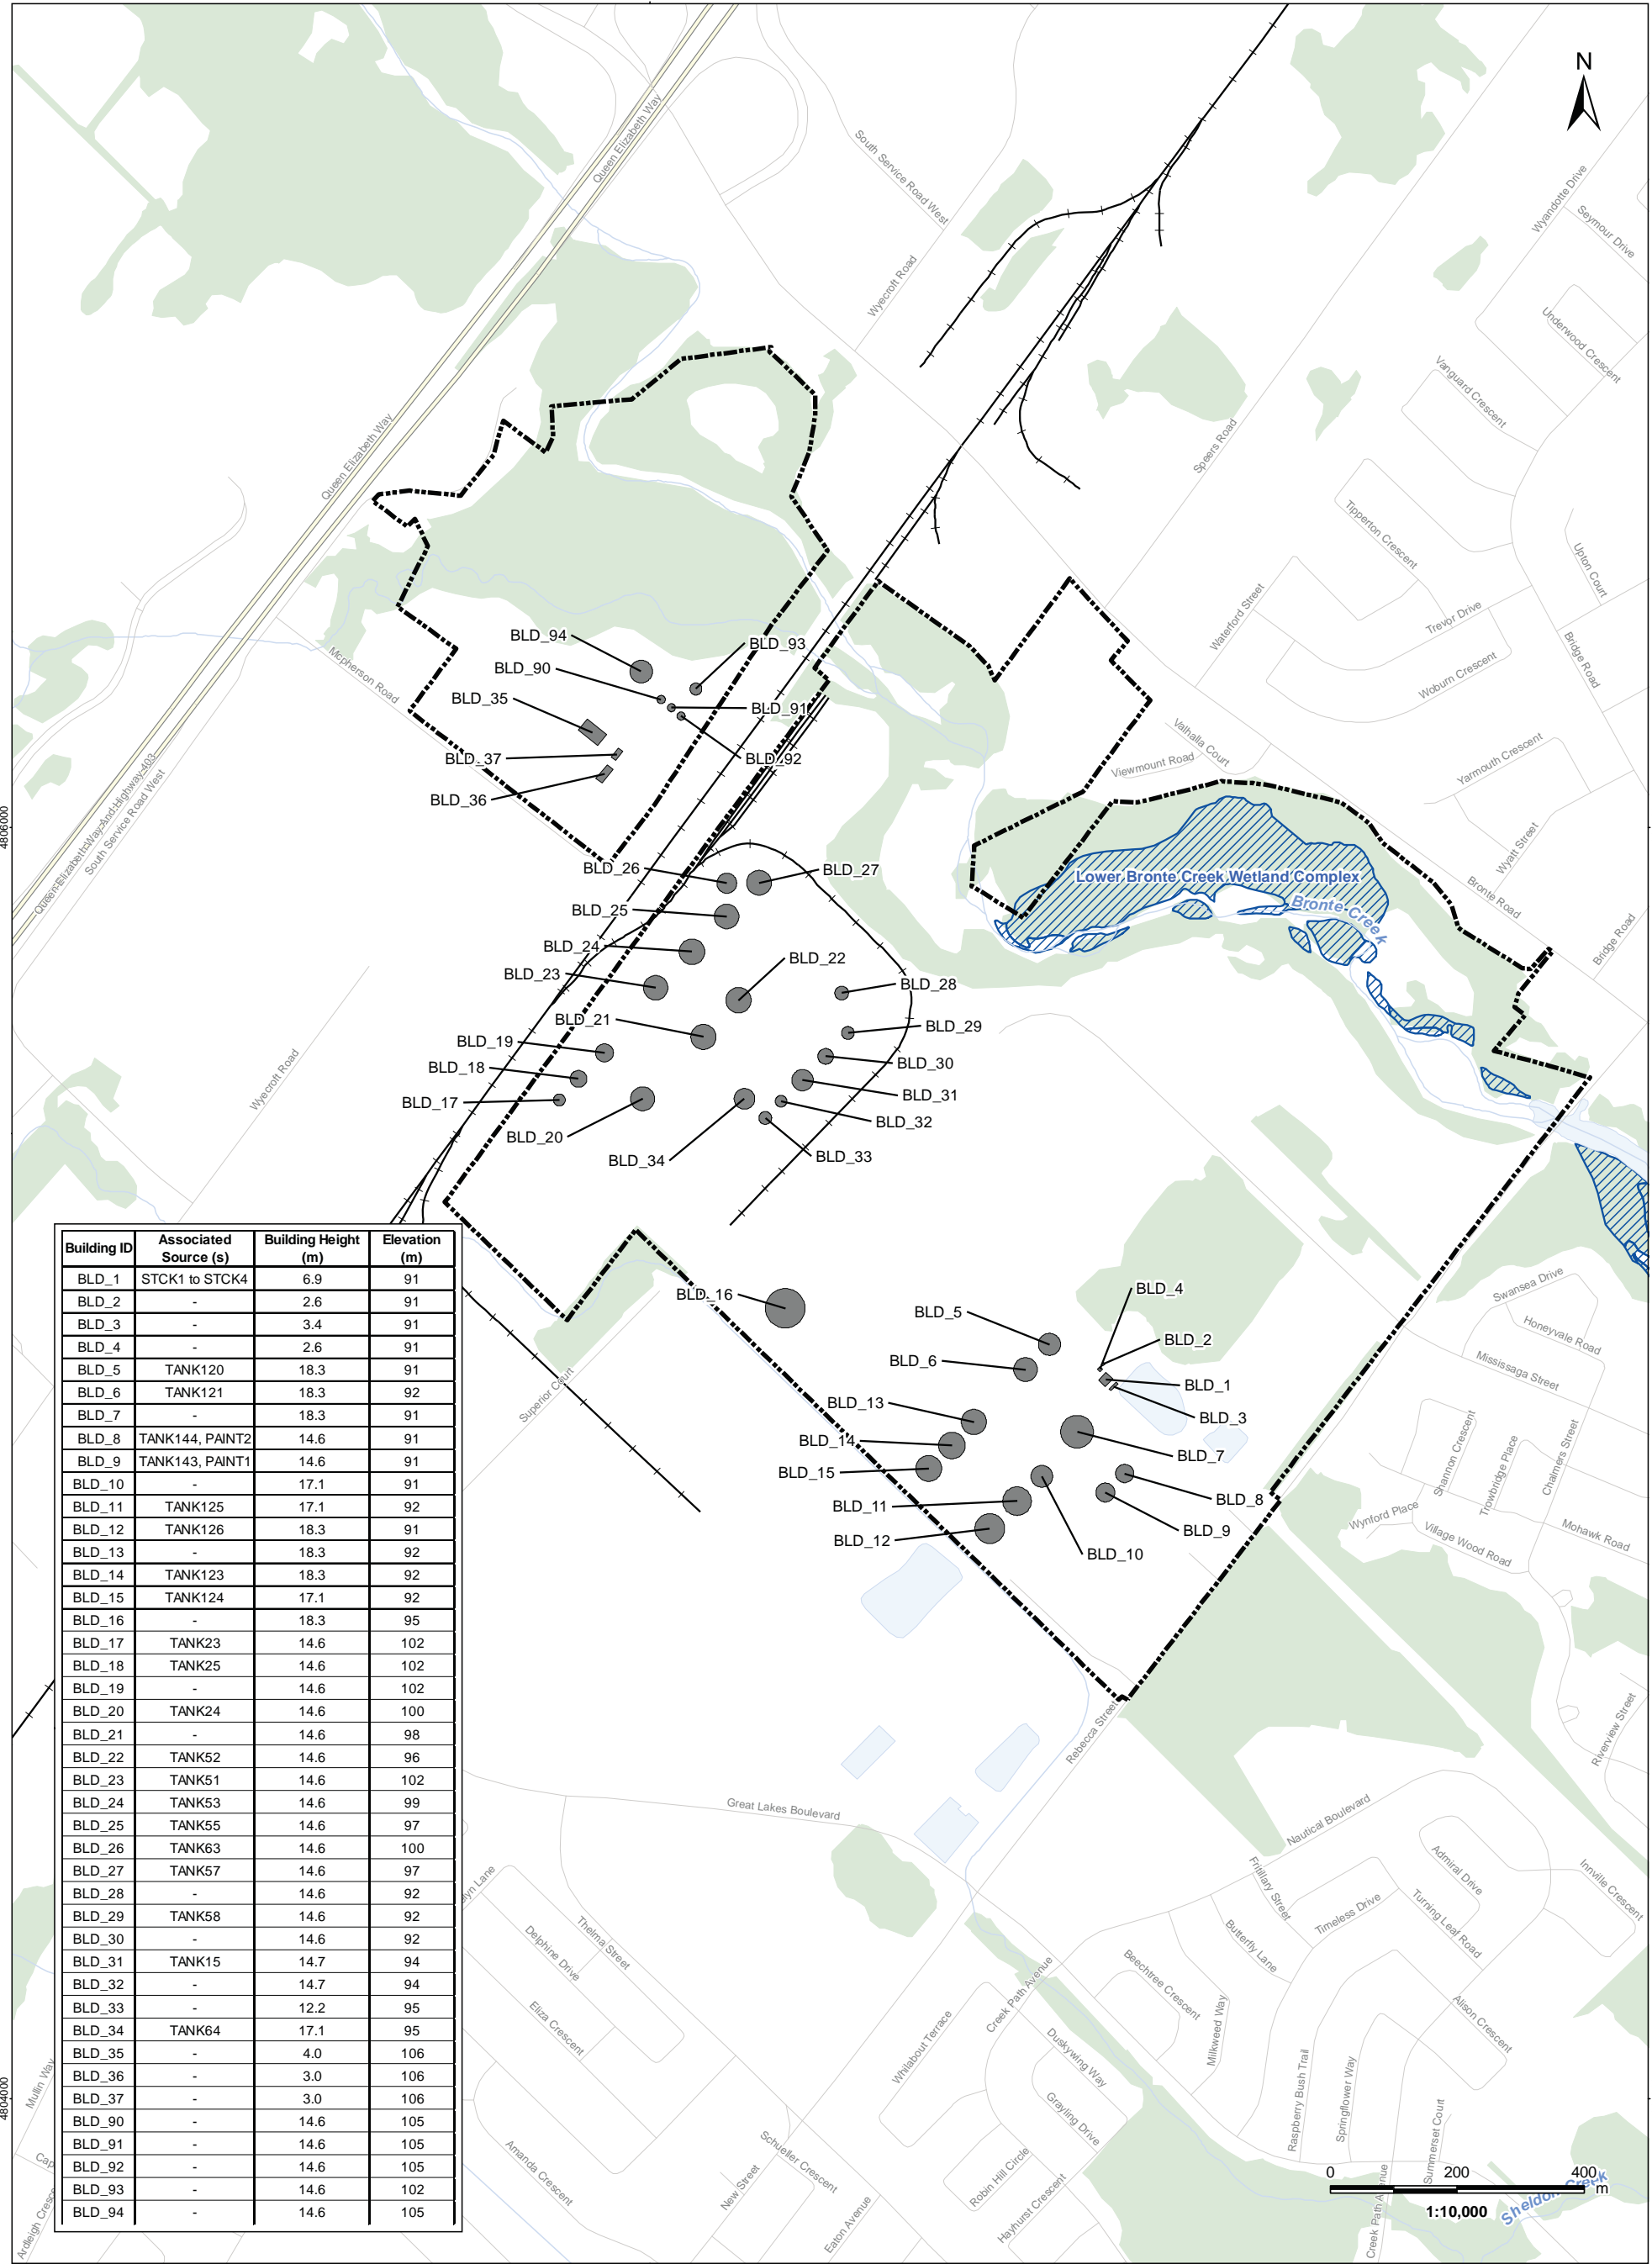 N
Queen Elizabeth Way
South Service Road West
Wyecroft Road
Wyandotte Drive
Seymour Drive
Underwood Crescent
Vanguard Crescent
Queen Elizabeth Way
Speers Road
Tipperton Crescent
Upton Court
Waterford Street
Trevor Drive
Bridge Road
Woburn Crescent
Mcpherson Road
BLD_94
BLD_93
BLD_90
BLD_35
BLD_91
BLD_37
BLD_92
BLD_36
Valhalla Court
Viewmount Road
Yarmouth Crescent
Wyatt Street
Queen Elizabeth Way And Highway 403
South Service Road West
4806000
BLD_26
BLD_27
Lower Bronte Creek Wetland Complex
Bronte Creek
Bronte Road
Bridge Road
BLD_25
BLD_24
BLD_22
BLD_23
BLD_28
BLD_21
BLD_29
BLD_19
BLD_30
BLD_18
BLD_31
BLD_17
BLD_32
BLD_20
BLD_34
BLD_33
Wyecroft Road
BLD_16
BLD_4
BLD_5
BLD_2
BLD_6
BLD_1
BLD_3
BLD_13
BLD_14
BLD_7
BLD_15
BLD_8
BLD_11
BLD_9
BLD_12
BLD_10
Superior Court
Swansea Drive
Honeyvale Road
Mississaga Street
Shannon Crescent
Trowbridge Place
Chalmers Street
Wynford Place
Village Wood Road
Mohawk Road
Riverview Street
Rebecca Street
Great Lakes Boulevard
Nautical Boulevard
Admiral Drive
Innville Crescent
Fritillary Street
Timeless Drive
Turning Leaf Road
Butterfly Lane
Beechtree Crescent
Milkweed Way
Alison Crescent
Creek Path Avenue
Whilabout Terrace
Duskywing Way
Grayling Drive
Raspberry Bush Trail
Springflower Way
Summerset Court
Creek Path Avenue
Robin Hill Circle
Hayhurst Crescent
Schueller Crescent
New Street
Eaton Avenue
Thelma Street
Delphine Drive
Eliza Crescent
Amanda Crescent
Mullin Way
4804000
Sheldon Creek
0 200 400
m
1:10,000
Building ID Associated Source (s) Building Height (m) Elevation (m)
BLD_1 STCK1 to STCK4 6.9 91
BLD_2 - 2.6 91
BLD_3 - 3.4 91
BLD_4 - 2.6 91
BLD_5 TANK120 18.3 91
BLD_6 TANK121 18.3 92
BLD_7 - 18.3 91
BLD_8 TANK144, PAINT2 14.6 91
BLD_9 TANK143, PAINT1 14.6 91
BLD_10 - 17.1 91
BLD_11 TANK125 17.1 92
BLD_12 TANK126 18.3 91
BLD_13 - 18.3 92
BLD_14 TANK123 18.3 92
BLD_15 TANK124 17.1 92
BLD_16 - 18.3 95
BLD_17 TANK23 14.6 102
BLD_18 TANK25 14.6 102
BLD_19 - 14.6 102
BLD_20 TANK24 14.6 100
BLD_21 - 14.6 98
BLD_22 TANK52 14.6 96
BLD_23 TANK51 14.6 102
BLD_24 TANK53 14.6 99
BLD_25 TANK55 14.6 97
BLD_26 TANK63 14.6 100
BLD_27 TANK57 14.6 97
BLD_28 - 14.6 92
BLD_29 TANK58 14.6 92
BLD_30 - 14.6 92
BLD_31 TANK15 14.7 94
BLD_32 - 14.7 94
BLD_33 - 12.2 95
BLD_34 TANK64 17.1 95
BLD_35 - 4.0 106
BLD_36 - 3.0 106
BLD_37 - 3.0 106
BLD_90 - 14.6 105
BLD_91 - 14.6 105
BLD_92 - 14.6 105
BLD_93 - 14.6 102
BLD_94 - 14.6 105